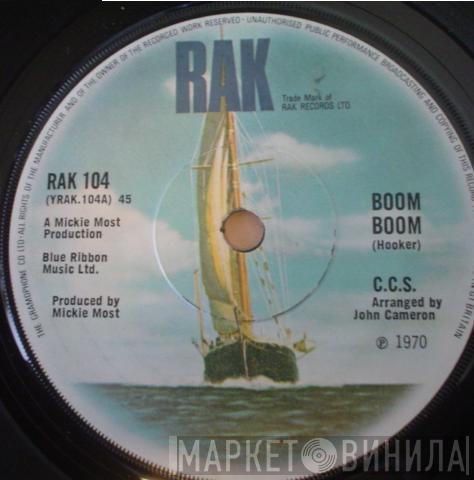 THE GRAMOPHONE CO LTD·ALL RIGHTS OF THE MANUFACTURER AND OF THE OWNER OF THE RECORDED WORK RESERVED·UNAUTHORISED PUBLIC PERFORMANCE BROADCASTING AND COPYING OF THIS
IN BRITAIN
RAK
Trade Mark of
RAK RECORDS LTD
RAK 104
(YRAK.104A) 45
A Mickie Most
Production
Blue Ribbon
Music Ltd.
Produced by
Mickie Most
BOOM
BOOM
(Hooker)
C.C.S.
Arranged by
John Cameron
℗ 1970
МАРКЕТ ВИНИЛА